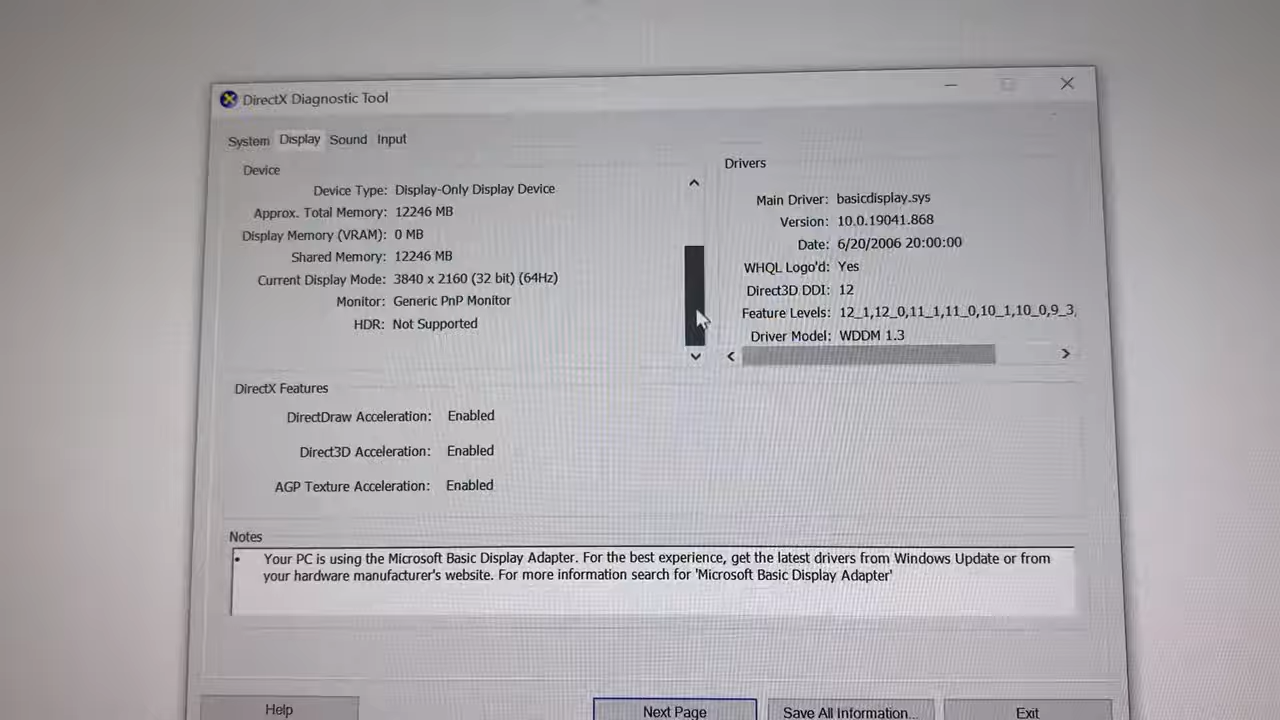 DirectX Diagnostic Tool
System Display Sound Input
Device
Device Type: Display-Only Display Device
Approx. Total Memory: 12246 MB
Display Memory (VRAM): 0 MB
Shared Memory: 12246 MB
Current Display Mode: 3840 x 2160 (32 bit) (64Hz)
Monitor: Generic PnP Monitor
HDR: Not Supported
Drivers
Main Driver: basicdisplay.sys
Version: 10.0.19041.868
Date: 6/20/2006 20:00:00
WHQL Logo'd: Yes
Direct3D DDI: 12
Feature Levels: 12_1,12_0,11_1,11_0,10_1,10_0,9_3,
Driver Model: WDDM 1.3
DirectX Features
DirectDraw Acceleration: Enabled
Direct3D Acceleration: Enabled
AGP Texture Acceleration: Enabled
Notes
• Your PC is using the Microsoft Basic Display Adapter. For the best experience, get the latest drivers from Windows Update or from
your hardware manufacturer's website. For more information search for 'Microsoft Basic Display Adapter'
Help Next Page Save All Information... Exit